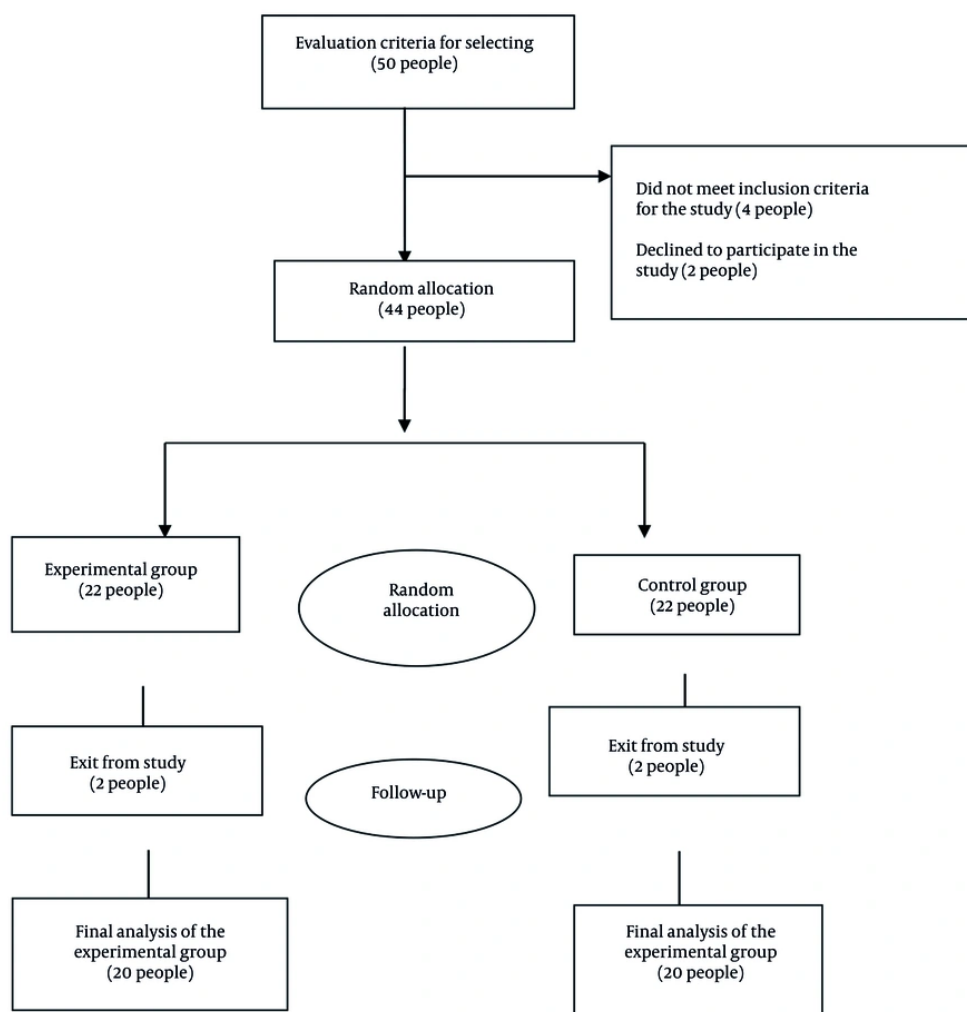 Evaluation criteria for selecting
(50 people)
Did not meet inclusion criteria
for the study (4 people)
Declined to participate in the
study (2 people)
Random allocation
(44 people)
Experimental group
(22 people)
Random
allocation
Control group
(22 people)
Exit from study
(2 people)
Follow-up
Exit from study
(2 people)
Final analysis of the
experimental group
(20 people)
Final analysis of the
experimental group
(20 people)